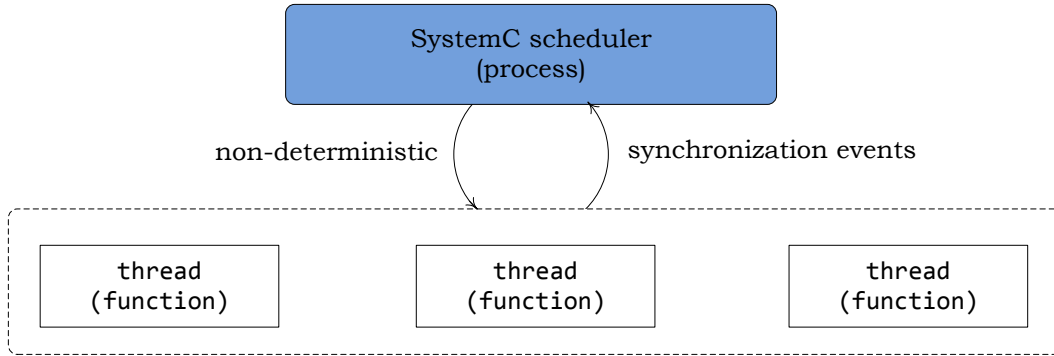 SystemC scheduler
(process)
non-deterministic
synchronization events
thread
(function)
thread
(function)
thread
(function)